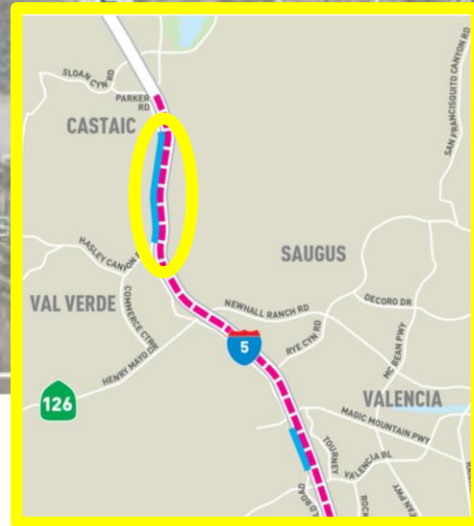 SLOAN CYN RD
PARKER
RD
CASTAIC
SAN FRANCISQUITO CANYON RD
HASLEY CANYON
SAUGUS
VAL VERDE
COMMERCE CTR
NEWHALL RANCH RD
DECORO DR
HENRY MAYO
5
RYE CYN RD
MC BEAN PWY
126
VALENCIA
MAGIC MOUNTAIN PWY
TOURNEY
VALENCIA BL
ROAD